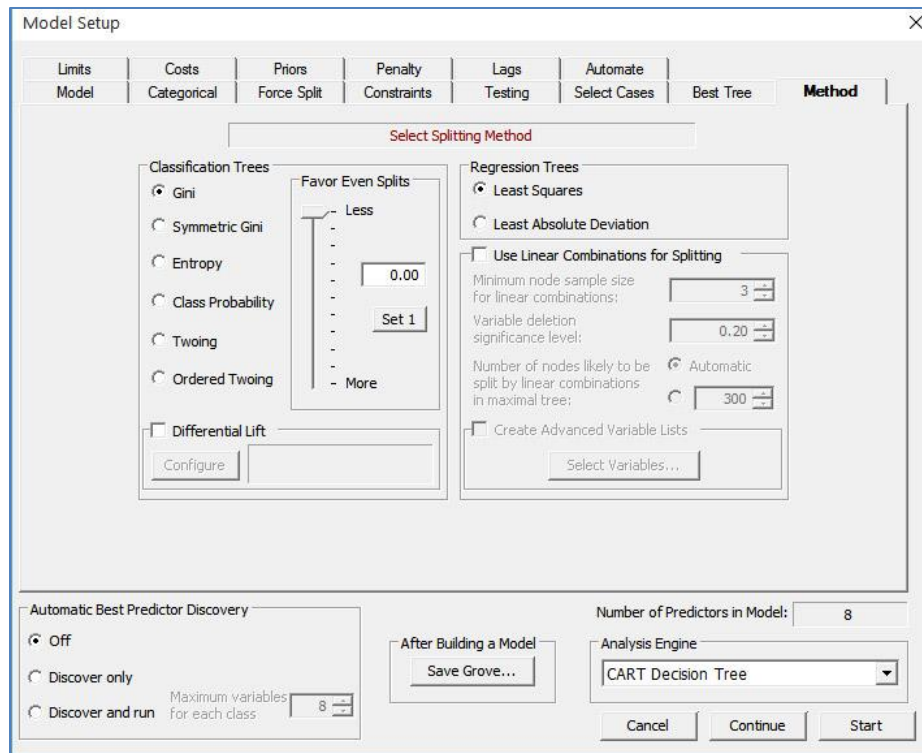 Model Setup
Limits Costs Priors Penalty Lags Automate
Model Categorical Force Split Constraints Testing Select Cases Best Tree Method
Select Splitting Method
Classification Trees
Gini
Symmetric Gini
Entropy
Class Probability
Twoing
Ordered Twoing
Favor Even Splits
Less
0.00
Set 1
More
Differential Lift
Configure
Regression Trees
Least Squares
Least Absolute Deviation
Use Linear Combinations for Splitting
Minimum node sample size
for linear combinations:
3
Variable deletion
significance level:
0.20
Number of nodes likely to be
split by linear combinations
in maximal tree:
Automatic
300
Create Advanced Variable Lists
Select Variables...
Automatic Best Predictor Discovery
Off
Discover only
Discover and run
Maximum variables
for each class
8
After Building a Model
Save Grove...
Number of Predictors in Model: 8
Analysis Engine
CART Decision Tree
Cancel Continue Start